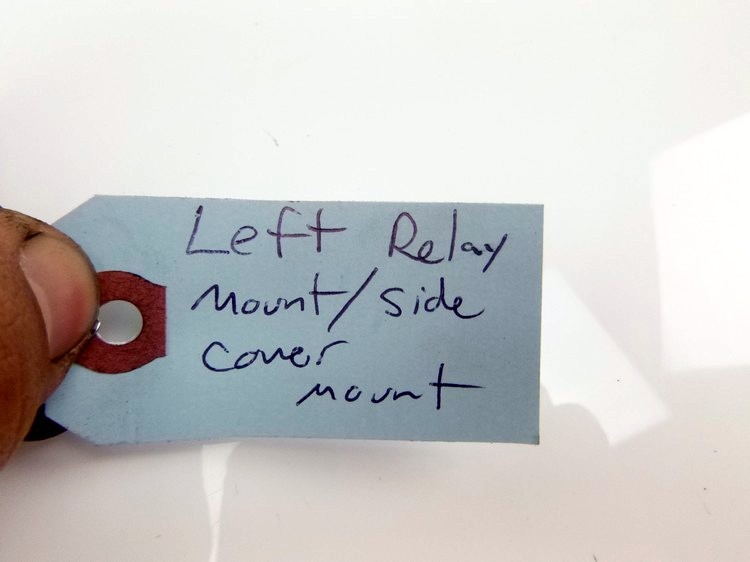 Left Relay
Mount/side
cover
mount